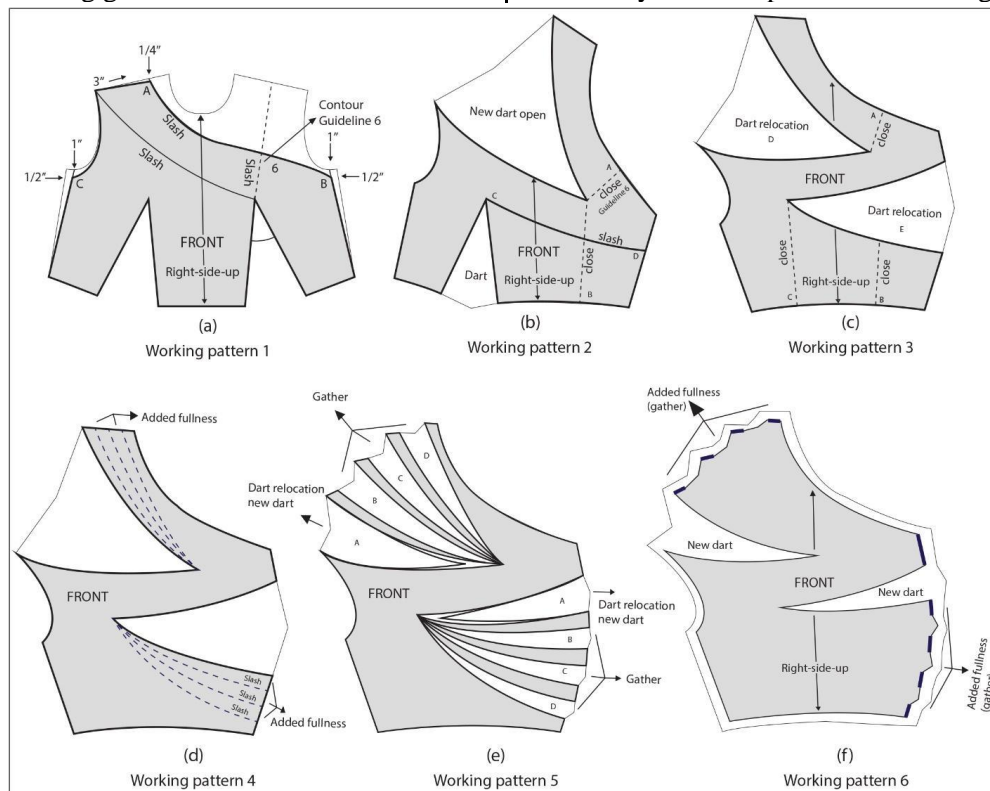 1/4"
3"
A
Slash
Slash
Contour
Guideline 6
1"
1"
1/2"
C
Slash
6
B
1/2"
FRONT
Right-side-up
(a)
Working pattern 1
New dart open
A
close
Guideline 6
C
slash
D
FRONT
Dart
Right-side-up
close
B
(b)
Working pattern 2
Dart relocation
D
A
close
FRONT
Dart relocation
E
close
Right-side-up
close
C
B
(c)
Working pattern 3
Added fullness
FRONT
Slash
Slash
Slash
Added fullness
(d)
Working pattern 4
Gather
D
C
B
Dart relocation
new dart
A
FRONT
A
Dart relocation
new dart
B
C
Gather
D
(e)
Working pattern 5
Added fullness
(gather)
New dart
FRONT
New dart
Right-side-up
Added fullness
(gather)
(f)
Working pattern 6